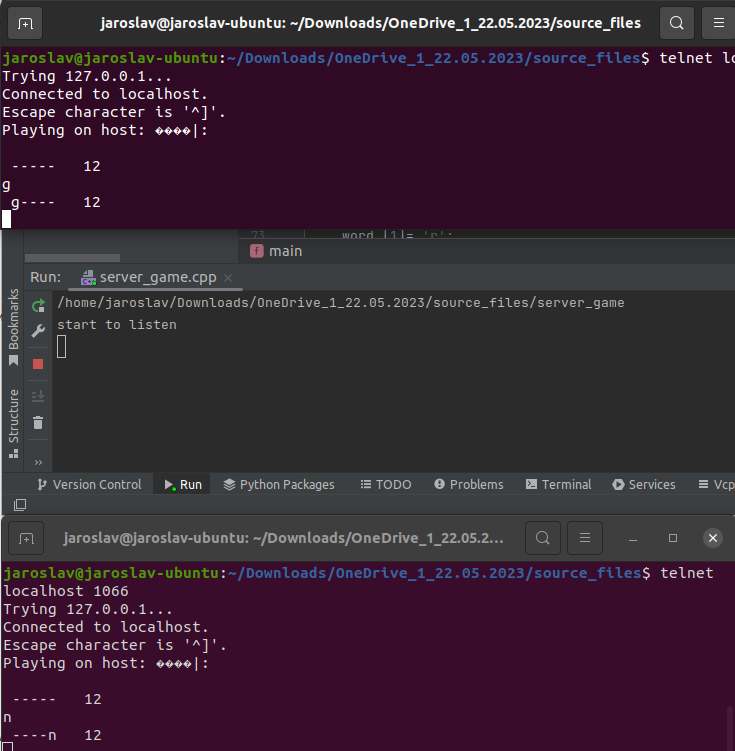 jaroslav@jaroslav-ubuntu: ~/Downloads/OneDrive_1_22.05.2023/source_files
jaroslav@jaroslav-ubuntu:~/Downloads/OneDrive_1_22.05.2023/source_files$ telnet lo
Trying 127.0.0.1...
Connected to localhost.
Escape character is '^]'.
Playing on host: ����|:
-----   12
g
g----   12
73 word [1]= 'r';
f main
Run: server_game.cpp ×
/home/jaroslav/Downloads/OneDrive_1_22.05.2023/source_files/server_game
start to listen
Bookmarks
Structure
»
Version Control Run Python Packages TODO Problems Terminal Services Vcp
jaroslav@jaroslav-ubuntu: ~/Downloads/OneDrive_1_22.05.2...
jaroslav@jaroslav-ubuntu:~/Downloads/OneDrive_1_22.05.2023/source_files$ telnet
localhost 1066
Trying 127.0.0.1...
Connected to localhost.
Escape character is '^]'.
Playing on host: ����|:
-----   12
n
----n   12